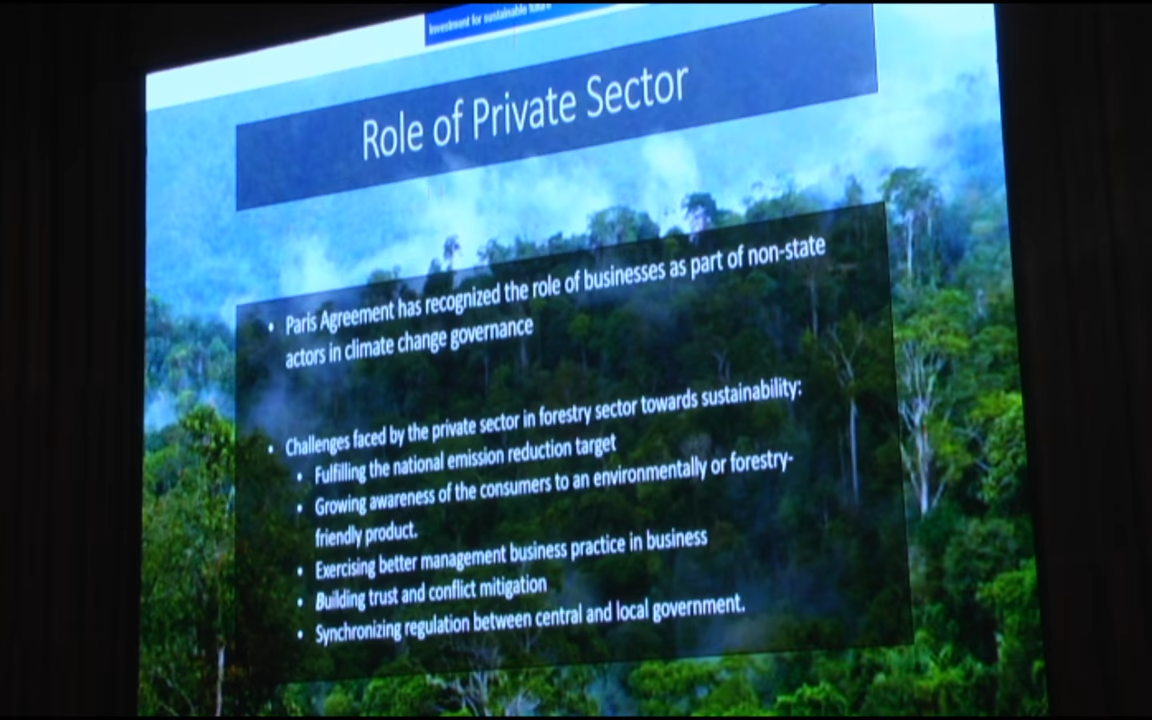 Investment for sustainable future
Role of Private Sector
• Paris Agreement has recognized the role of businesses as part of non-state
actors in climate change governance
• Challenges faced by the private sector in forestry sector towards sustainability:
• Fulfilling the national emission reduction target
• Growing awareness of the consumers to an environmentally or forestry-
friendly product.
• Exercising better management business practice in business
• Building trust and conflict mitigation
• Synchronizing regulation between central and local government.